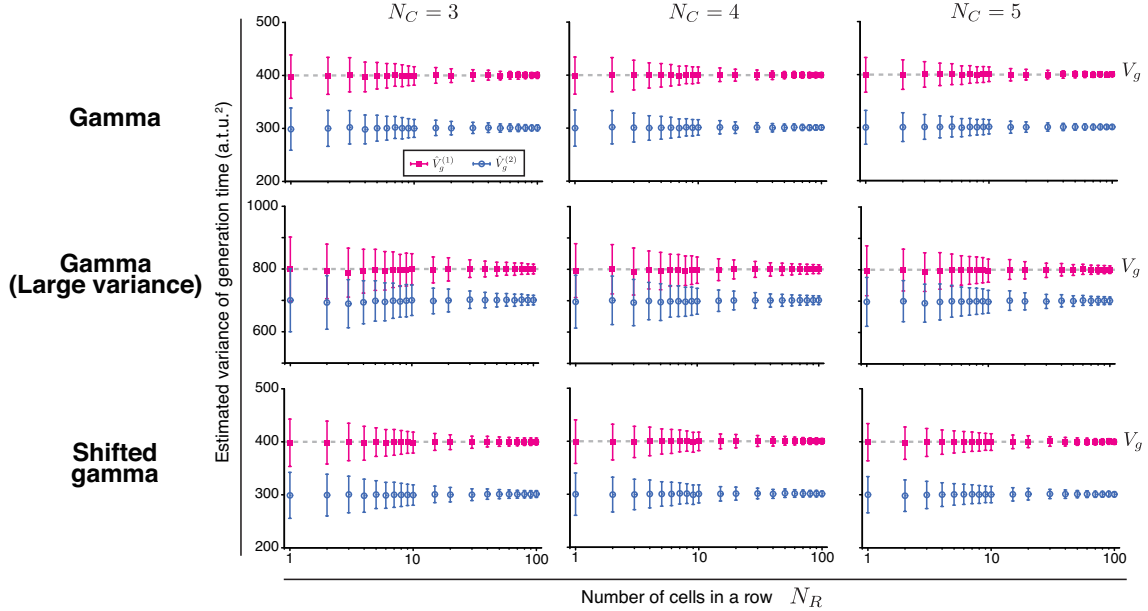 N_C = 3
N_C = 4
N_C = 5
Gamma
Gamma
(Large variance)
Shifted
gamma
Estimated variance of generation time (a.t.u.²)
500
400
300
200
V̂_g^(1)
V̂_g^(2)
V_g
1000
800
600
V_g
500
400
300
200
V_g
1
10
100
1
10
100
1
10
100
Number of cells in a row N_R